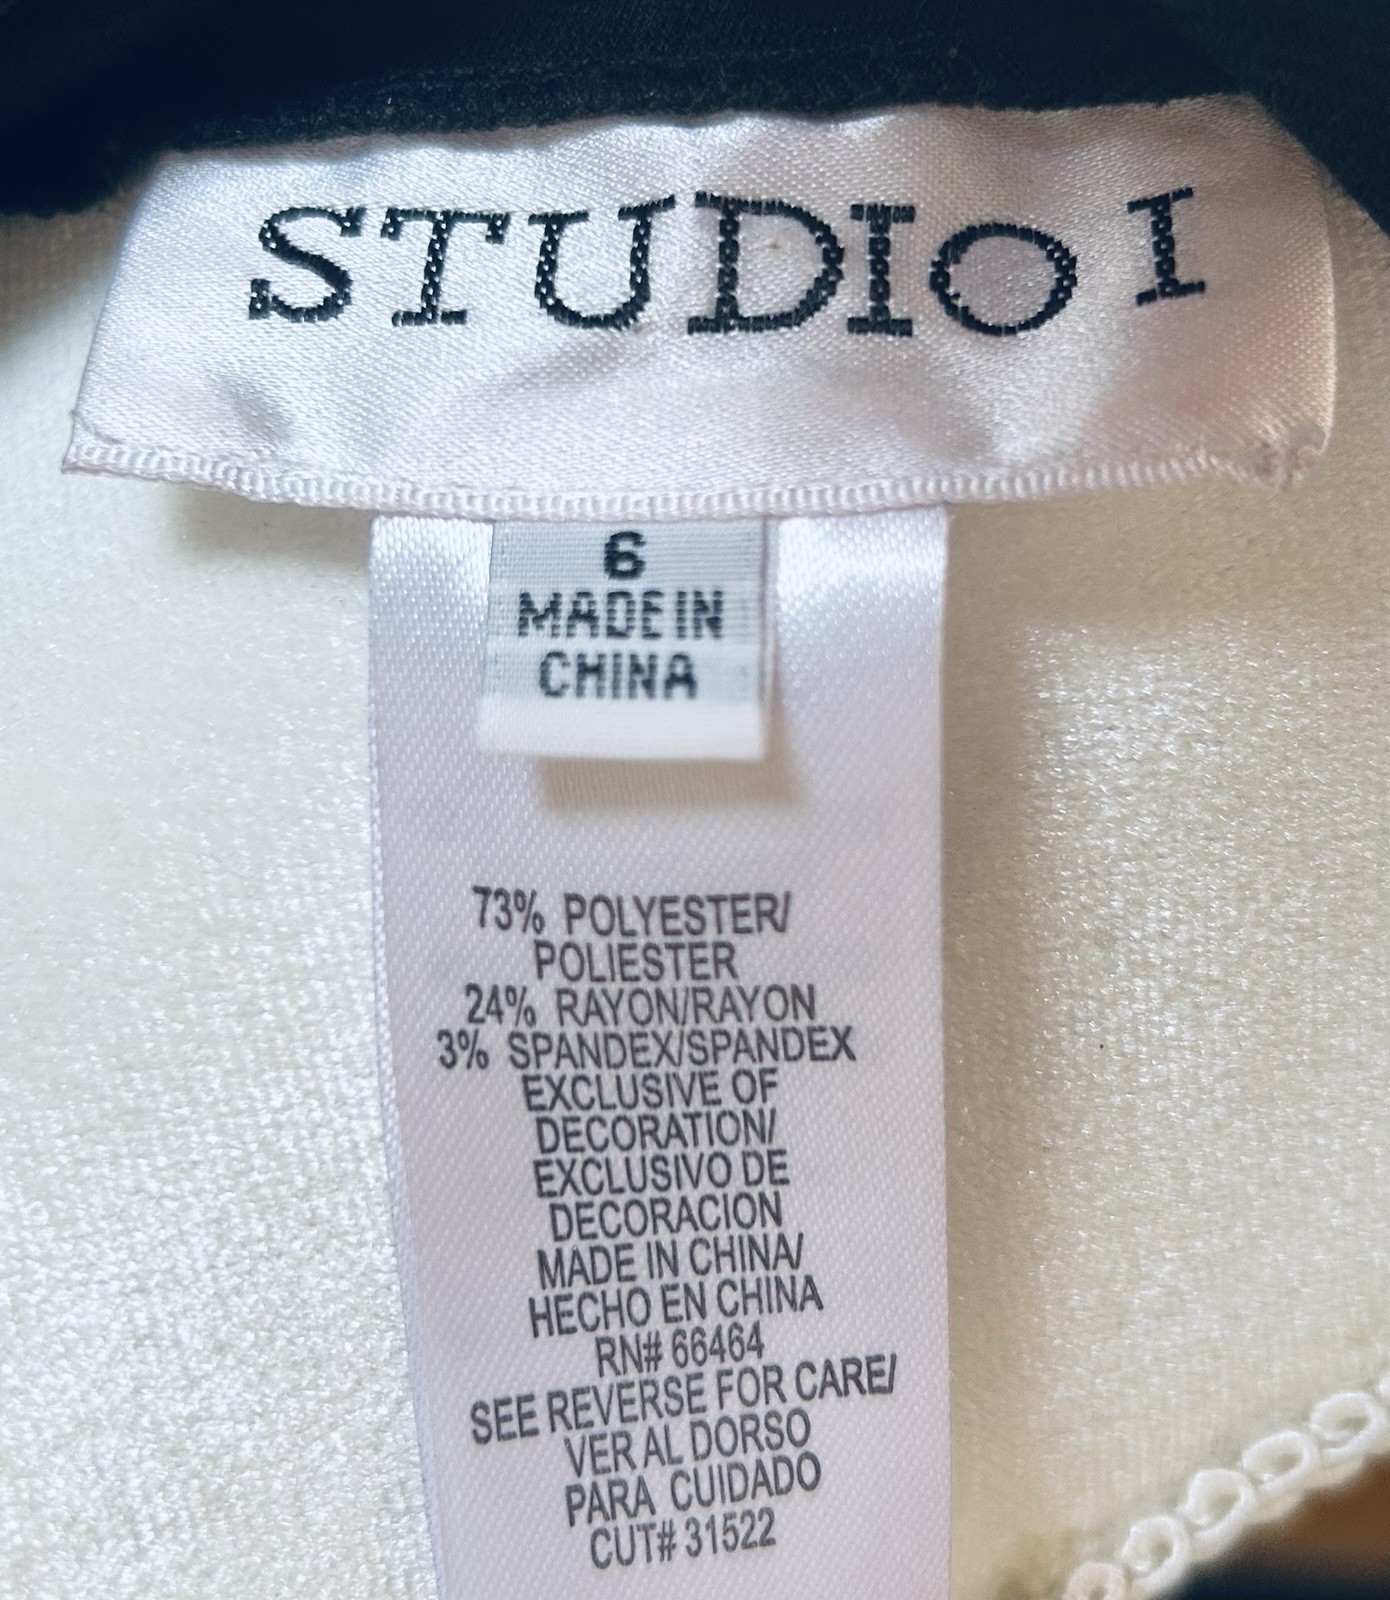 STUDIO I
6
MADE IN
CHINA
73% POLYESTER/
POLIESTER
24% RAYON/RAYON
3% SPANDEX/SPANDEX
EXCLUSIVE OF
DECORATION/
EXCLUSIVO DE
DECORACION
MADE IN CHINA/
HECHO EN CHINA
RN# 66464
SEE REVERSE FOR CARE/
VER AL DORSO
PARA CUIDADO
CUT# 31522